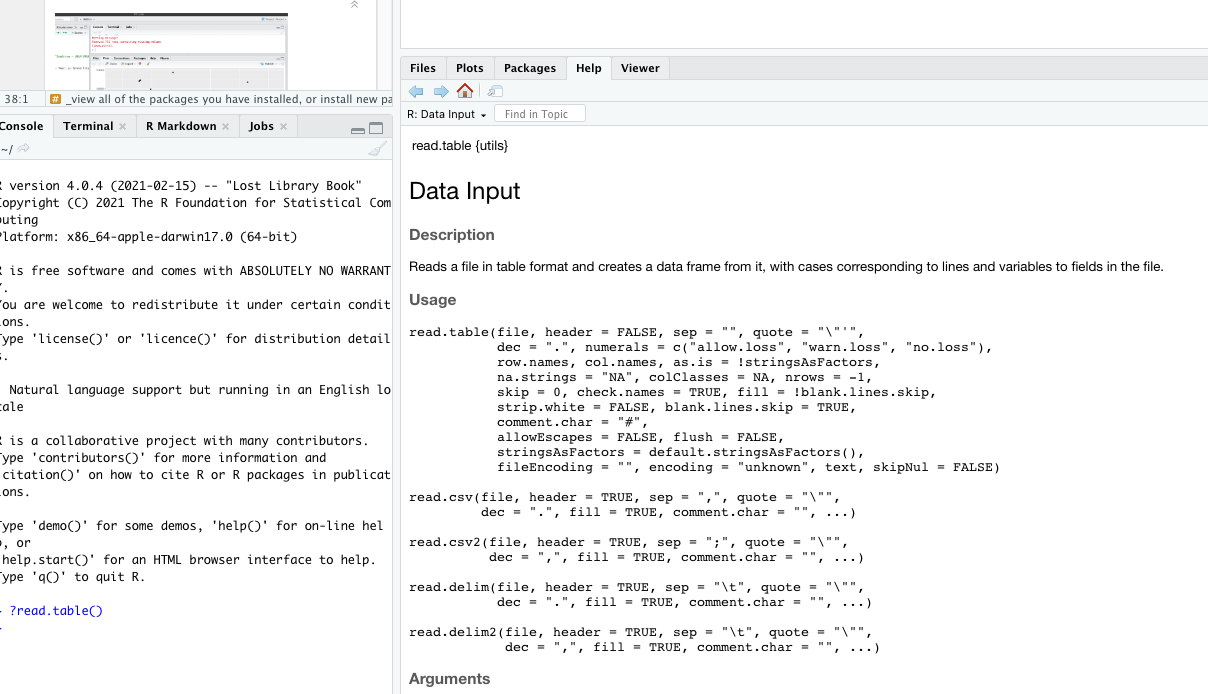 38:1 # _view all of the packages you have installed, or install new pa
Console Terminal R Markdown Jobs
~/
R version 4.0.4 (2021-02-15) -- "Lost Library Book"
Copyright (C) 2021 The R Foundation for Statistical Com
puting
Platform: x86_64-apple-darwin17.0 (64-bit)
R is free software and comes with ABSOLUTELY NO WARRANT
Y.
You are welcome to redistribute it under certain condit
ions.
Type 'license()' or 'licence()' for distribution detail
s.
Natural language support but running in an English lo
cale
R is a collaborative project with many contributors.
Type 'contributors()' for more information and
'citation()' on how to cite R or R packages in publicat
ions.
Type 'demo()' for some demos, 'help()' for on-line hel
p, or
'help.start()' for an HTML browser interface to help.
Type 'q()' to quit R.
> ?read.table()
>
Files Plots Packages Help Viewer
R: Data Input Find in Topic
read.table {utils}
Data Input
Description
Reads a file in table format and creates a data frame from it, with cases corresponding to lines and variables to fields in the file.
Usage
read.table(file, header = FALSE, sep = "", quote = "\"'",
dec = ".", numerals = c("allow.loss", "warn.loss", "no.loss"),
row.names, col.names, as.is = !stringsAsFactors,
na.strings = "NA", colClasses = NA, nrows = -1,
skip = 0, check.names = TRUE, fill = !blank.lines.skip,
strip.white = FALSE, blank.lines.skip = TRUE,
comment.char = "#",
allowEscapes = FALSE, flush = FALSE,
stringsAsFactors = default.stringsAsFactors(),
fileEncoding = "", encoding = "unknown", text, skipNul = FALSE)
read.csv(file, header = TRUE, sep = ",", quote = "\"",
dec = ".", fill = TRUE, comment.char = "", ...)
read.csv2(file, header = TRUE, sep = ";", quote = "\"",
dec = ",", fill = TRUE, comment.char = "", ...)
read.delim(file, header = TRUE, sep = "\t", quote = "\"",
dec = ".", fill = TRUE, comment.char = "", ...)
read.delim2(file, header = TRUE, sep = "\t", quote = "\"",
dec = ",", fill = TRUE, comment.char = "", ...)
Arguments